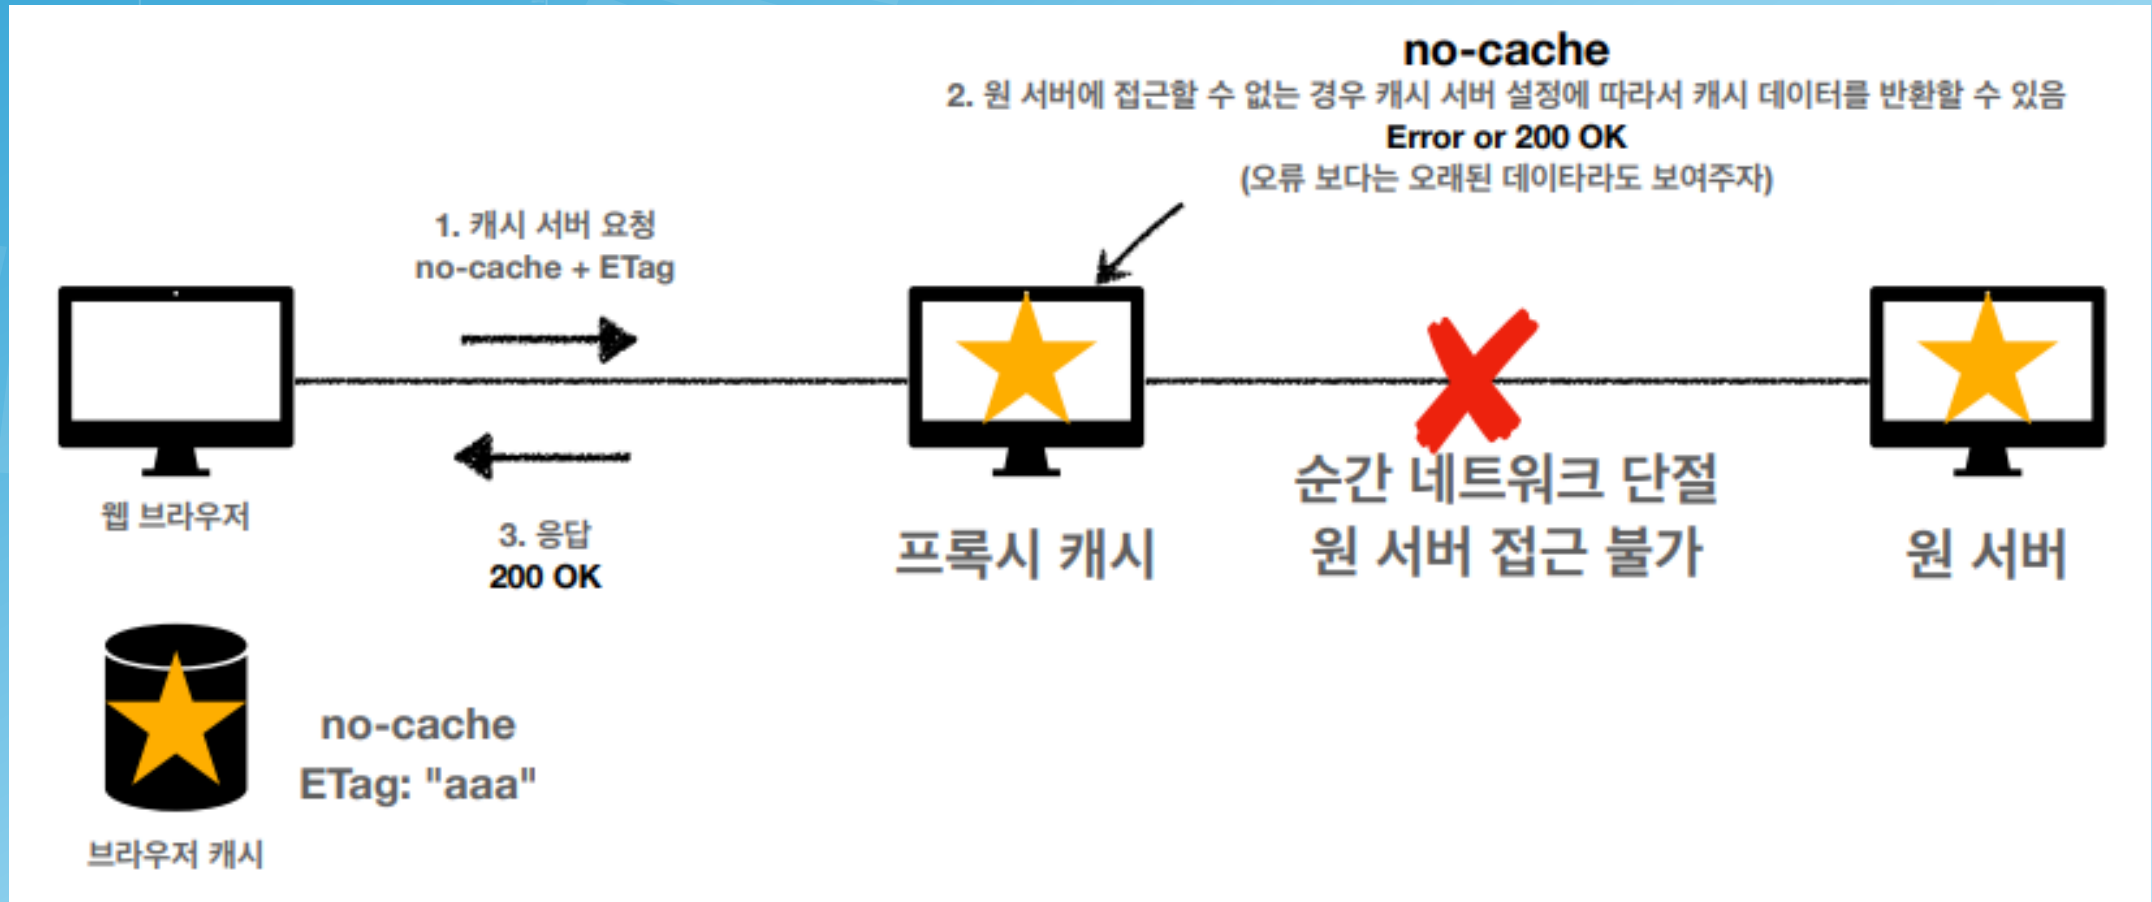 no-cache
2. 원 서버에 접근할 수 없는 경우 캐시 서버 설정에 따라서 캐시 데이터를 반환할 수 있음
Error or 200 OK
(오류 보다는 오래된 데이타라도 보여주자)
1. 캐시 서버 요청
no-cache + ETag
웹 브라우저
3. 응답
200 OK
프록시 캐시
순간 네트워크 단절
원 서버 접근 불가
원 서버
no-cache
ETag: "aaa"
브라우저 캐시